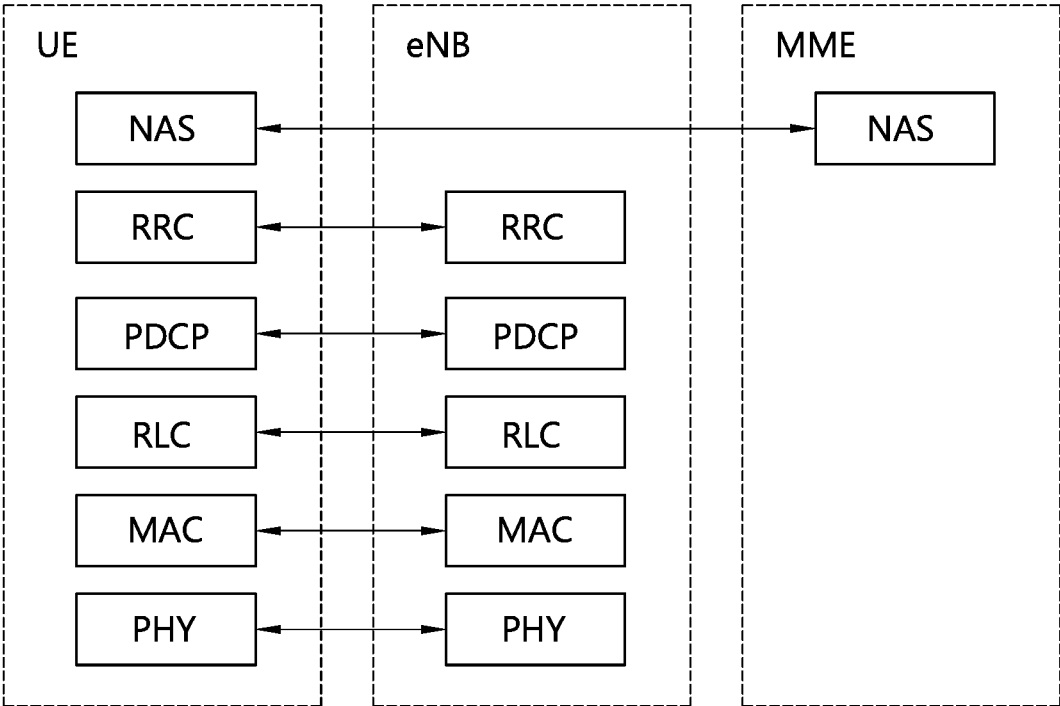 UE eNB MME
NAS NAS
RRC RRC
PDCP PDCP
RLC RLC
MAC MAC
PHY PHY